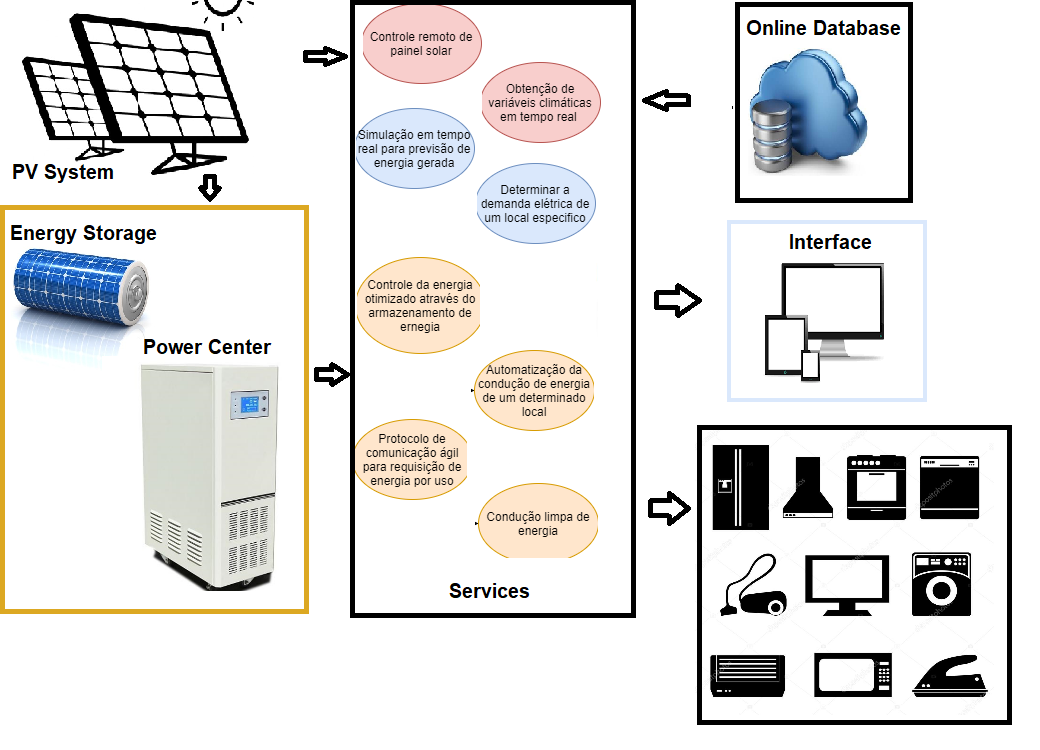 PV System
Energy Storage
Power Center
Controle remoto de
painel solar
Obtenção de
variáveis climáticas
em tempo real
Simulação em tempo
real para previsão de
energia gerada
Determinar a
demanda elétrica de
um local especifico
Controle da energia
otimizado através do
armazenamento de
ernegia
Automatização da
condução de energia
de um determinado
local
Protocolo de
comunicação ágil
para requisição de
energia por uso
Condução limpa de
energia
Services
Online Database
Interface